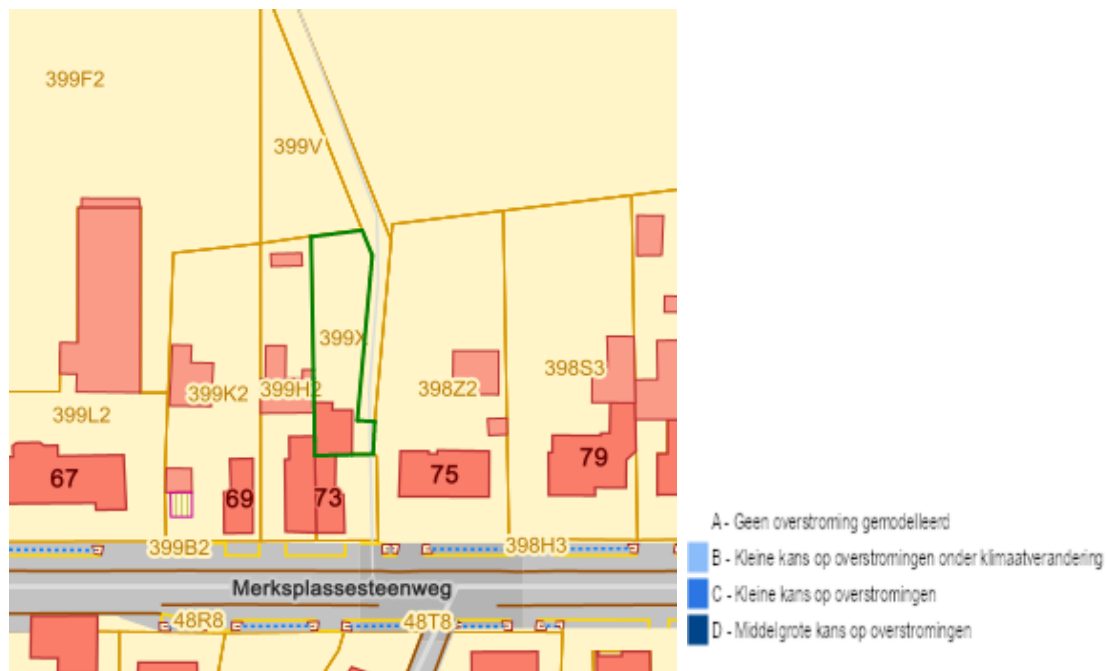 399F2
399V
399X
399K2
399H2
398Z2
398S3
399L2
67
69
73
75
79
399B2
398H3
Merksplassesteenweg
48R8
48T8
A - Geen overstroming gemodelleerd
B - Kleine kans op overstromingen onder klimaatverandering
C - Kleine kans op overstromingen
D - Middelgrote kans op overstromingen